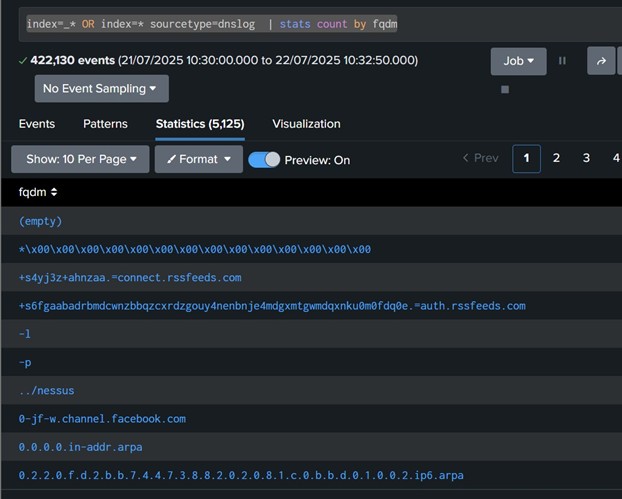 index=_* OR index=* sourcetype=dnslog | stats count by fqdm
✓ 422,130 events (21/07/2025 10:30:00.000 to 22/07/2025 10:32:50.000)
Job ▾
No Event Sampling ▾
Events Patterns Statistics (5,125) Visualization
Show: 10 Per Page ▾ Format ▾ Preview: On < Prev 1 2 3 4
fqdm
(empty)
*\x00\x00\x00\x00\x00\x00\x00\x00\x00\x00\x00\x00\x00\x00
+s4yj3z+ahnzaa.=connect.rssfeeds.com
+s6fgaabadrbmdcwnzbbqzcxrdzgouy4nenbnje4mdgxmtgwmdqxnku0m0fdq0e.=auth.rssfeeds.com
-l
-p
../nessus
0-jf-w.channel.facebook.com
0.0.0.0.in-addr.arpa
0.2.2.0.f.d.2.b.b.7.4.4.7.3.8.8.2.0.2.0.8.1.c.0.b.b.d.0.1.0.0.2.ip6.arpa